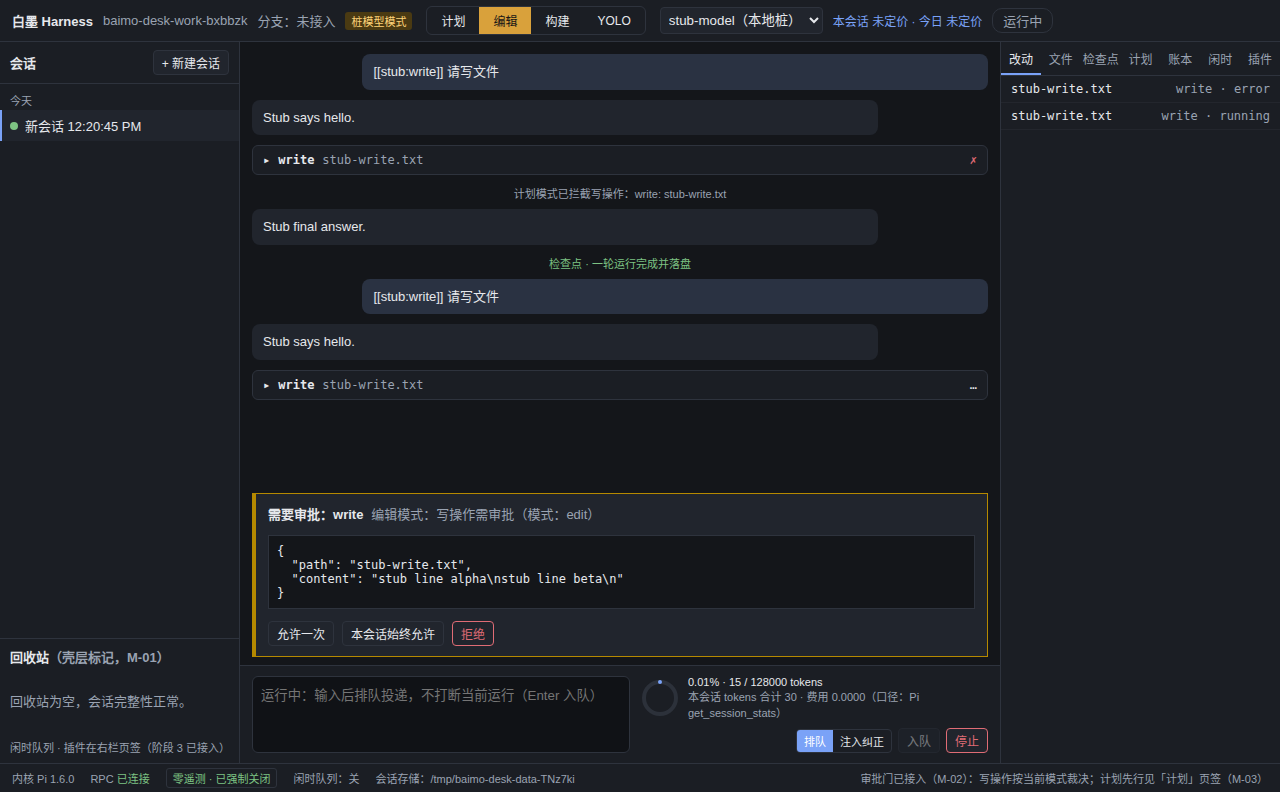 白墨 Harness baimo-desk-work-bxbbzk 分支：未接入 桩模型模式 计划 编辑 构建 YOLO stub-model（本地桩） 本会话 未定价 · 今日 未定价 运行中
会话 + 新建会话
今天
新会话 12:20:45 PM
回收站（壳层标记，M-01）
回收站为空，会话完整性正常。
闲时队列 · 插件在右栏页签（阶段 3 已接入）
[[stub:write]] 请写文件
Stub says hello.
▸ write stub-write.txt ✗
计划模式已拦截写操作：write: stub-write.txt
Stub final answer.
检查点 · 一轮运行完成并落盘
[[stub:write]] 请写文件
Stub says hello.
▸ write stub-write.txt …
需要审批：write 编辑模式：写操作需审批（模式：edit）
{
"path": "stub-write.txt",
"content": "stub line alpha\nstub line beta\n"
}
允许一次 本会话始终允许 拒绝
运行中：输入后排队投递，不打断当前运行（Enter 入队）
0.01% · 15 / 128000 tokens
本会话 tokens 合计 30 · 费用 0.0000（口径：Pi
get_session_stats）
排队 注入纠正 入队 停止
改动 文件 检查点 计划 账本 闲时 插件
stub-write.txt write · error
stub-write.txt write · running
内核 Pi 1.6.0 RPC 已连接 零遥测 · 已强制关闭 闲时队列：关 会话存储：/tmp/baimo-desk-data-TNz7ki 审批门已接入（M-02）：写操作按当前模式裁决；计划先行见「计划」页签（M-03）